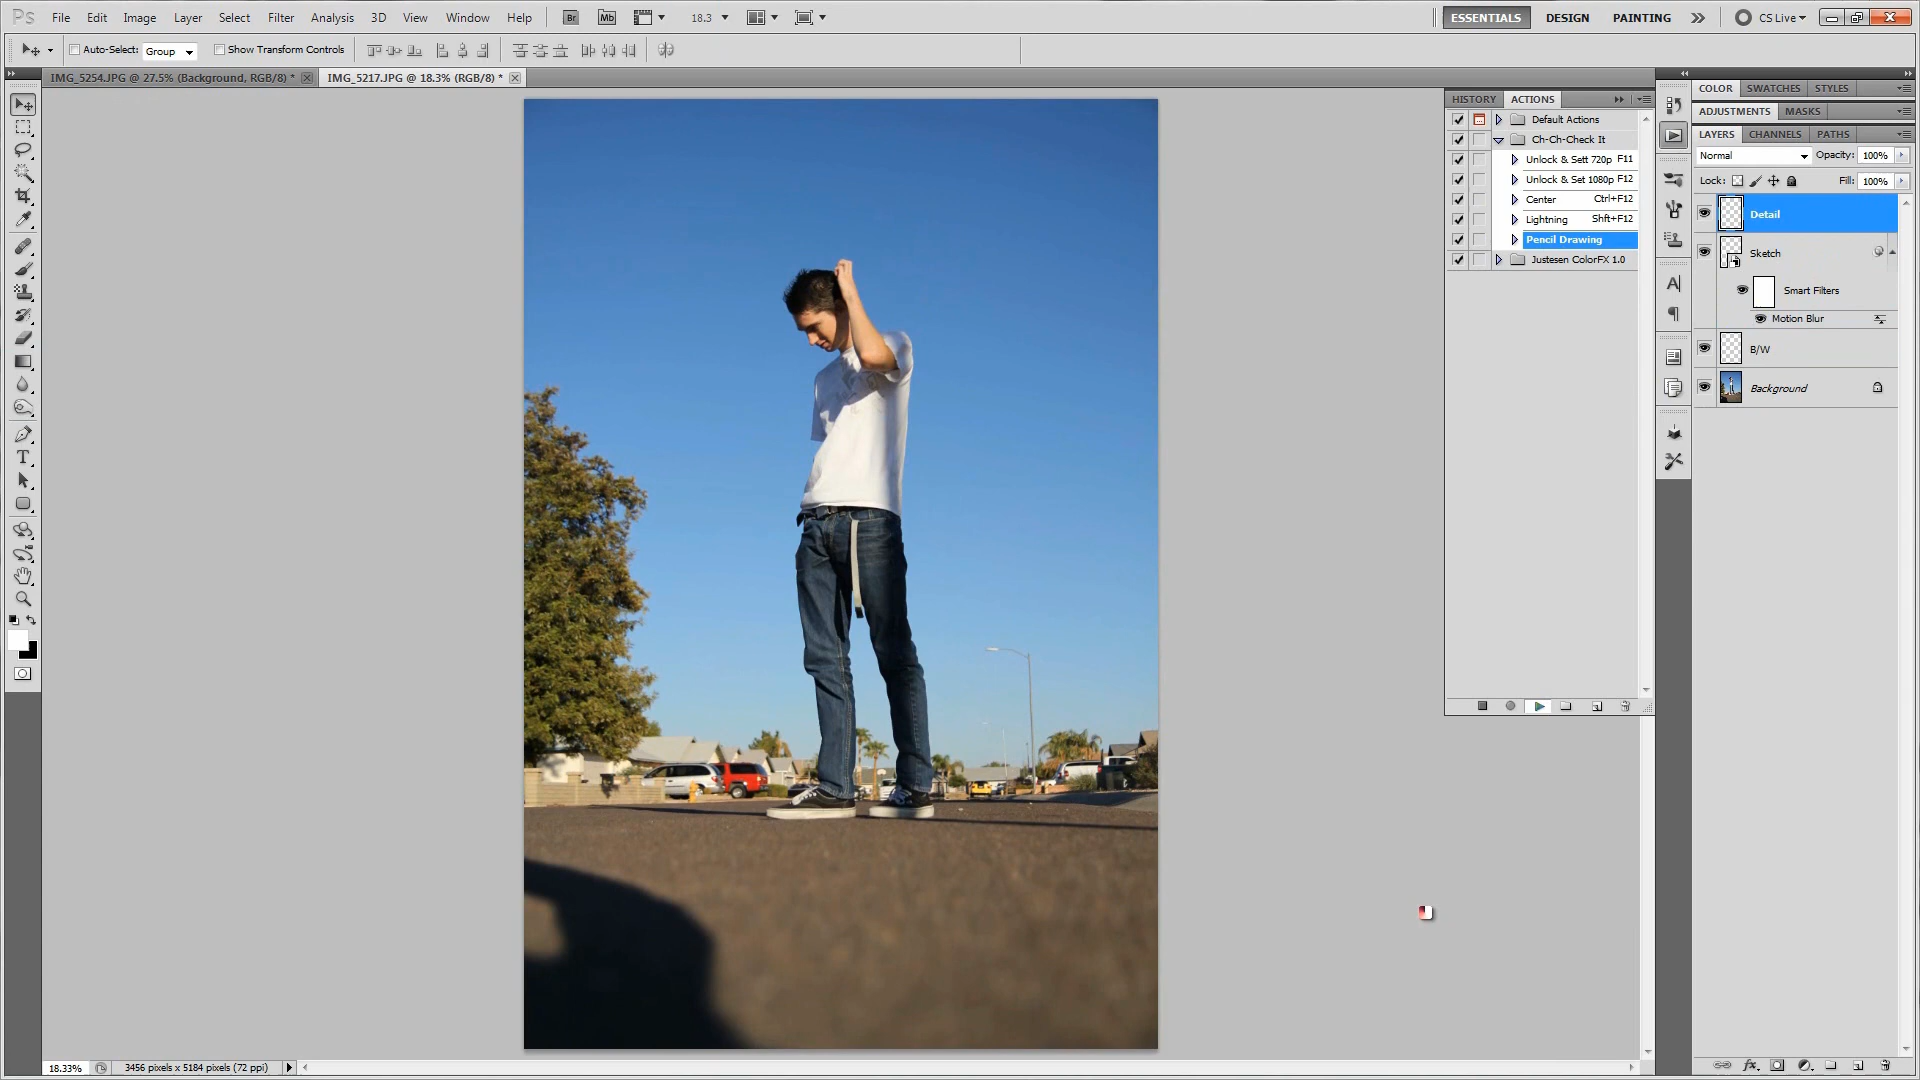 Ps File Edit Image Layer Select Filter Analysis 3D View Window Help Br Mb 18.3 ESSENTIALS DESIGN PAINTING CS Live
Auto-Select: Group Show Transform Controls
IMG_5254.JPG @ 27.5% (Background, RGB/8) * IMG_5217.JPG @ 18.3% (RGB/8) *
HISTORY ACTIONS
Default Actions
Ch-Ch-Check It
Unlock & Sett 720p F11
Unlock & Set 1080p F12
Center Ctrl+F12
Lightning Shft+F12
Pencil Drawing
Justesen ColorFX 1.0
COLOR SWATCHES STYLES
ADJUSTMENTS MASKS
LAYERS CHANNELS PATHS
Normal Opacity: 100%
Lock: Fill: 100%
Detail
Sketch
Smart Filters
Motion Blur
B/W
Background
18.33% 3456 pixels x 5184 pixels (72 ppi)